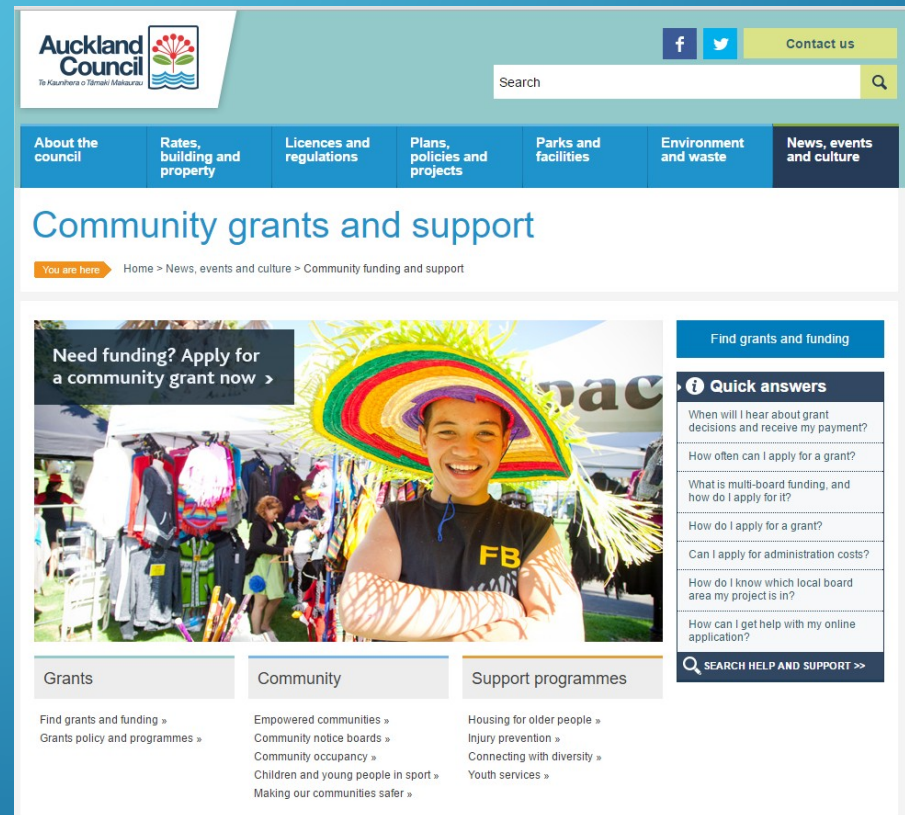 Auckland
Council
Te Kaunihera o Tāmaki Makaurau
f
Contact us
Search
About the
council
Rates,
building and
property
Licences and
regulations
Plans,
policies and
projects
Parks and
facilities
Environment
and waste
News, events
and culture
Community grants and support
You are here
Home > News, events and culture > Community funding and support
Need funding? Apply for
a community grant now >
pac
FB
Find grants and funding
i Quick answers
When will I hear about grant
decisions and receive my payment?
How often can I apply for a grant?
What is multi-board funding, and
how do I apply for it?
How do I apply for a grant?
Can I apply for administration costs?
How do I know which local board
area my project is in?
How can I get help with my online
application?
SEARCH HELP AND SUPPORT >>
Grants
Find grants and funding »
Grants policy and programmes »
Community
Empowered communities »
Community notice boards »
Community occupancy »
Children and young people in sport »
Making our communities safer »
Support programmes
Housing for older people »
Injury prevention »
Connecting with diversity »
Youth services »